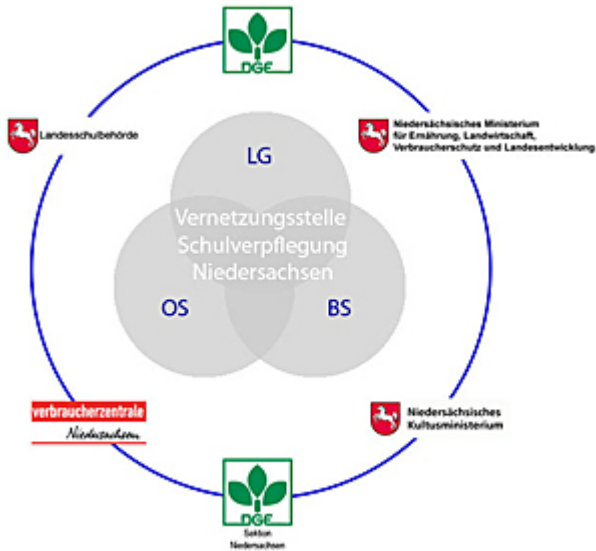 DGE
Landesschulbehörde
Niedersächsisches Ministerium
für Ernährung, Landwirtschaft,
Verbraucherschutz und Landesentwicklung
LG
Vernetzungsstelle
Schulverpflegung
Niedersachsen
OS
BS
verbraucherzentrale
Niedersachsen
Niedersächsisches
Kultusministerium
DGE
Sektion
Niedersachsen